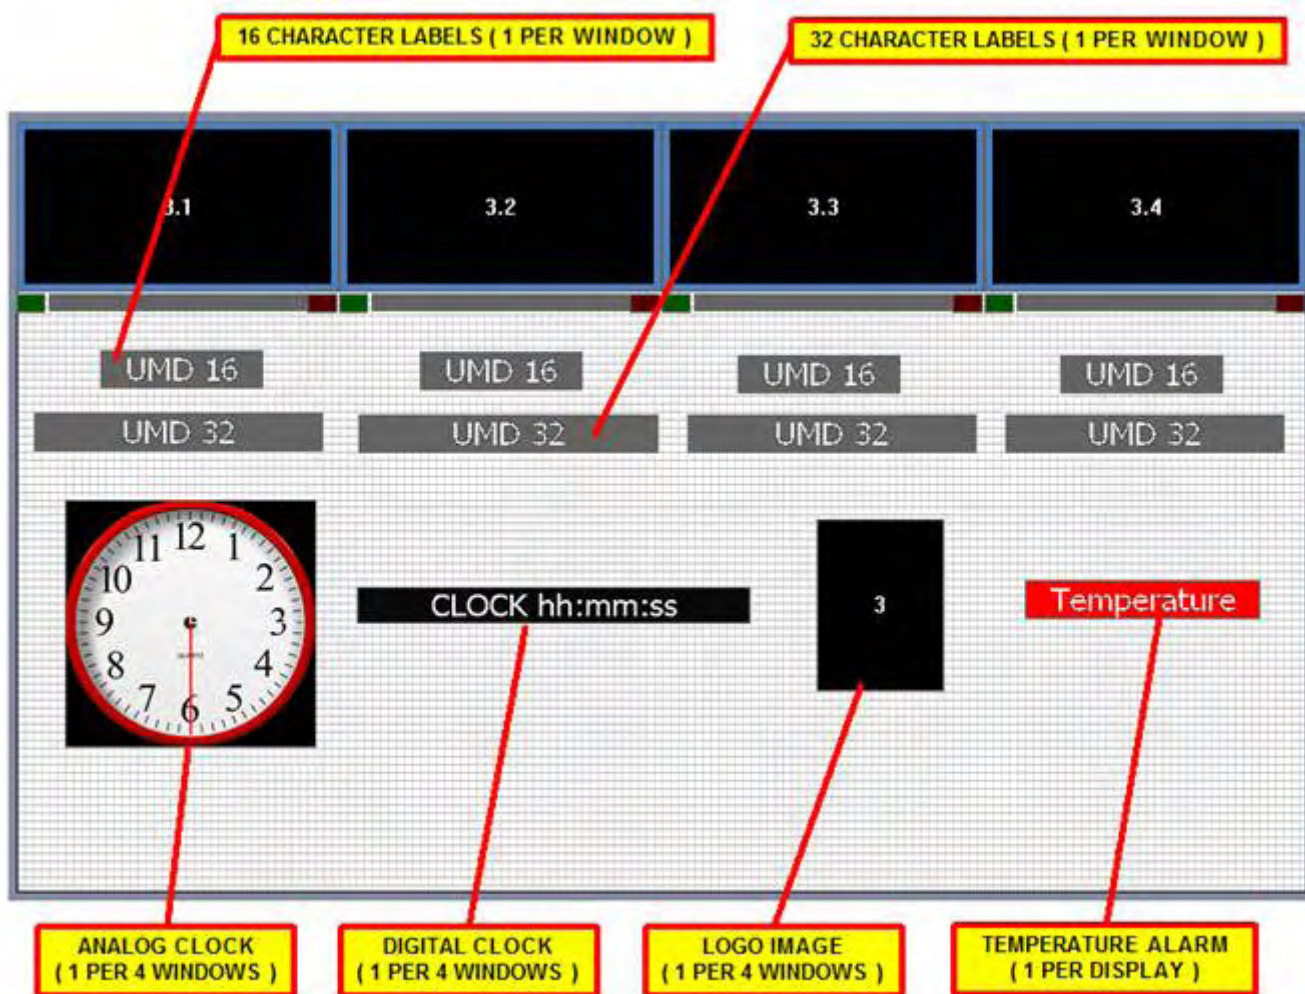 16 CHARACTER LABELS ( 1 PER WINDOW )
32 CHARACTER LABELS ( 1 PER WINDOW )
3.1
3.2
3.3
3.4
UMD 16
UMD 16
UMD 16
UMD 16
UMD 32
UMD 32
UMD 32
UMD 32
12
1
2
3
4
5
6
7
8
9
10
11
QUARTZ
CLOCK hh:mm:ss
3
Temperature
ANALOG CLOCK
( 1 PER 4 WINDOWS )
DIGITAL CLOCK
( 1 PER 4 WINDOWS )
LOGO IMAGE
( 1 PER 4 WINDOWS )
TEMPERATURE ALARM
( 1 PER DISPLAY )